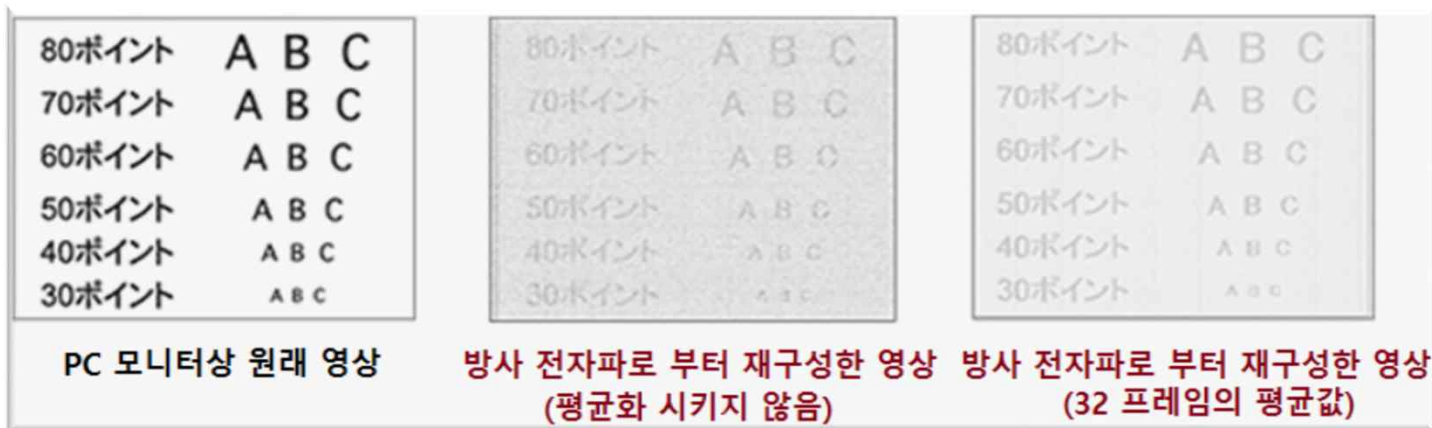 80ポイント A B C
70ポイント A B C
60ポイント A B C
50ポイント A B C
40ポイント A B C
30ポイント A B C
PC 모니터상 원래 영상
80ポイント A B C
70ポイント A B C
60ポイント A B C
50ポイント A B C
40ポイント A B C
30ポイント A B C
방사 전자파로 부터 재구성한 영상
(평균화 시키지 않음)
80ポイント A B C
70ポイント A B C
60ポイント A B C
50ポイント A B C
40ポイント A B C
30ポイント A B C
방사 전자파로 부터 재구성한 영상
(32 프레임의 평균값)